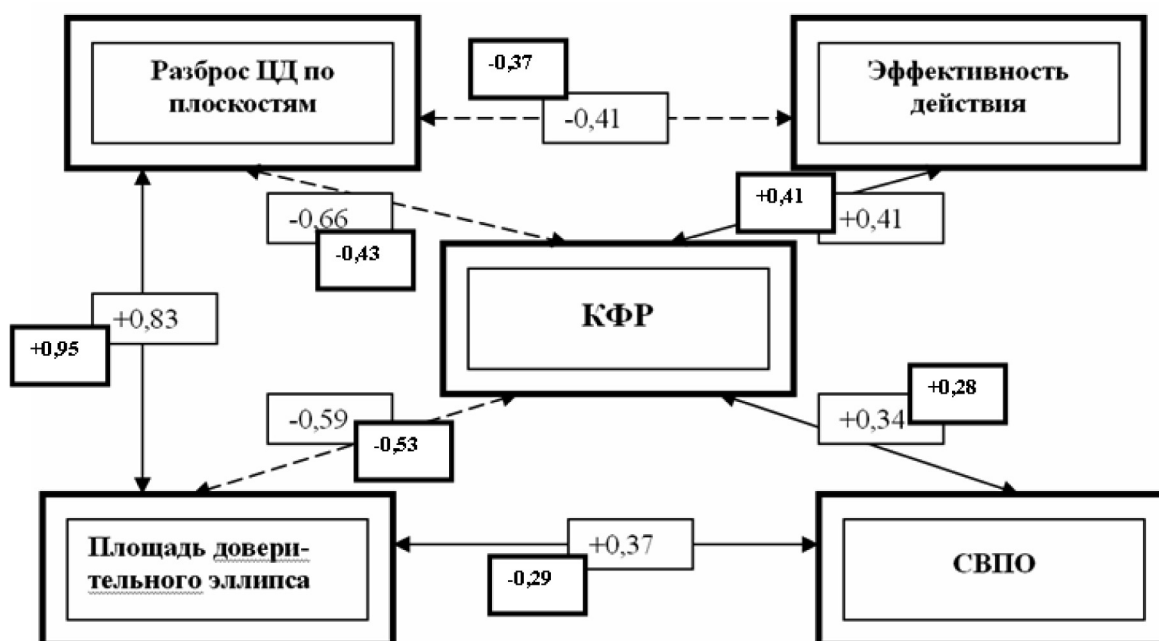 Разброс ЦД по
плоскостям
-0,37
-0,41
Эффективность
действия
-0,66
-0,43
+0,41
+0,41
КФР
+0,83
+0,95
-0,59
-0,53
+0,28
+0,34
Площадь довери-
тельного эллипса
+0,37
-0,29
СВПО